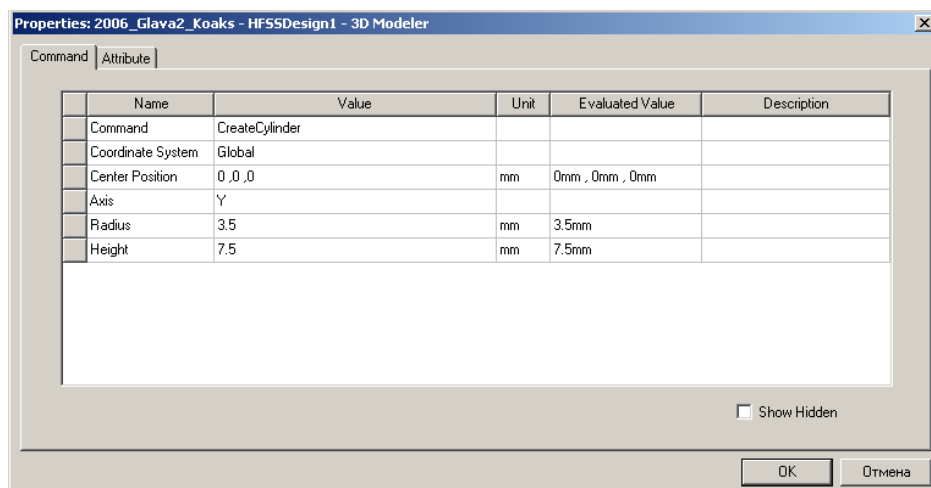 Properties: 2006_Glava2_Koaks - HFSSDesign1 - 3D Modeler
Command Attribute
Name Value Unit Evaluated Value Description
Command CreateCylinder
Coordinate System Global
Center Position 0 ,0 ,0 mm 0mm , 0mm , 0mm
Axis Y
Radius 3.5 mm 3.5mm
Height 7.5 mm 7.5mm
Show Hidden
OK Отмена